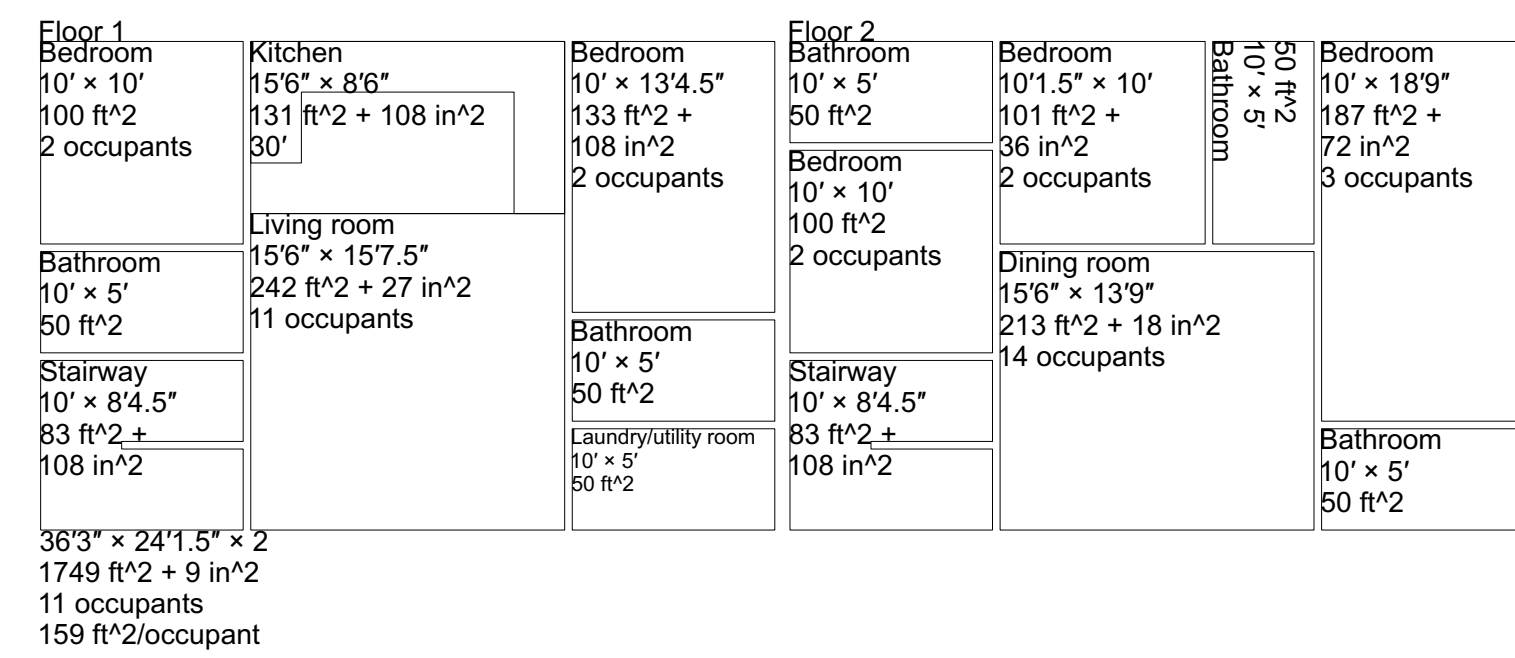 Floor 1
Bedroom
10′ × 10′
100 ft^2
2 occupants
Kitchen
15′6″ × 8′6″
131 ft^2 + 108 in^2
30′
Bedroom
10′ × 13′4.5″
133 ft^2 +
108 in^2
2 occupants
Bathroom
10′ × 5′
50 ft^2
Living room
15′6″ × 15′7.5″
242 ft^2 + 27 in^2
11 occupants
Bathroom
10′ × 5′
50 ft^2
Stairway
10′ × 8′4.5″
83 ft^2 +
108 in^2
Laundry/utility room
10′ × 5′
50 ft^2
36′3″ × 24′1.5″ × 2
1749 ft^2 + 9 in^2
11 occupants
159 ft^2/occupant
Floor 2
Bathroom
10′ × 5′
50 ft^2
Bedroom
10′1.5″ × 10′
101 ft^2 +
36 in^2
2 occupants
Bathroom
10′ × 5′
50 ft^2
Bedroom
10′ × 18′9″
187 ft^2 +
72 in^2
3 occupants
Bedroom
10′ × 10′
100 ft^2
2 occupants
Dining room
15′6″ × 13′9″
213 ft^2 + 18 in^2
14 occupants
Stairway
10′ × 8′4.5″
83 ft^2 +
108 in^2
Bathroom
10′ × 5′
50 ft^2